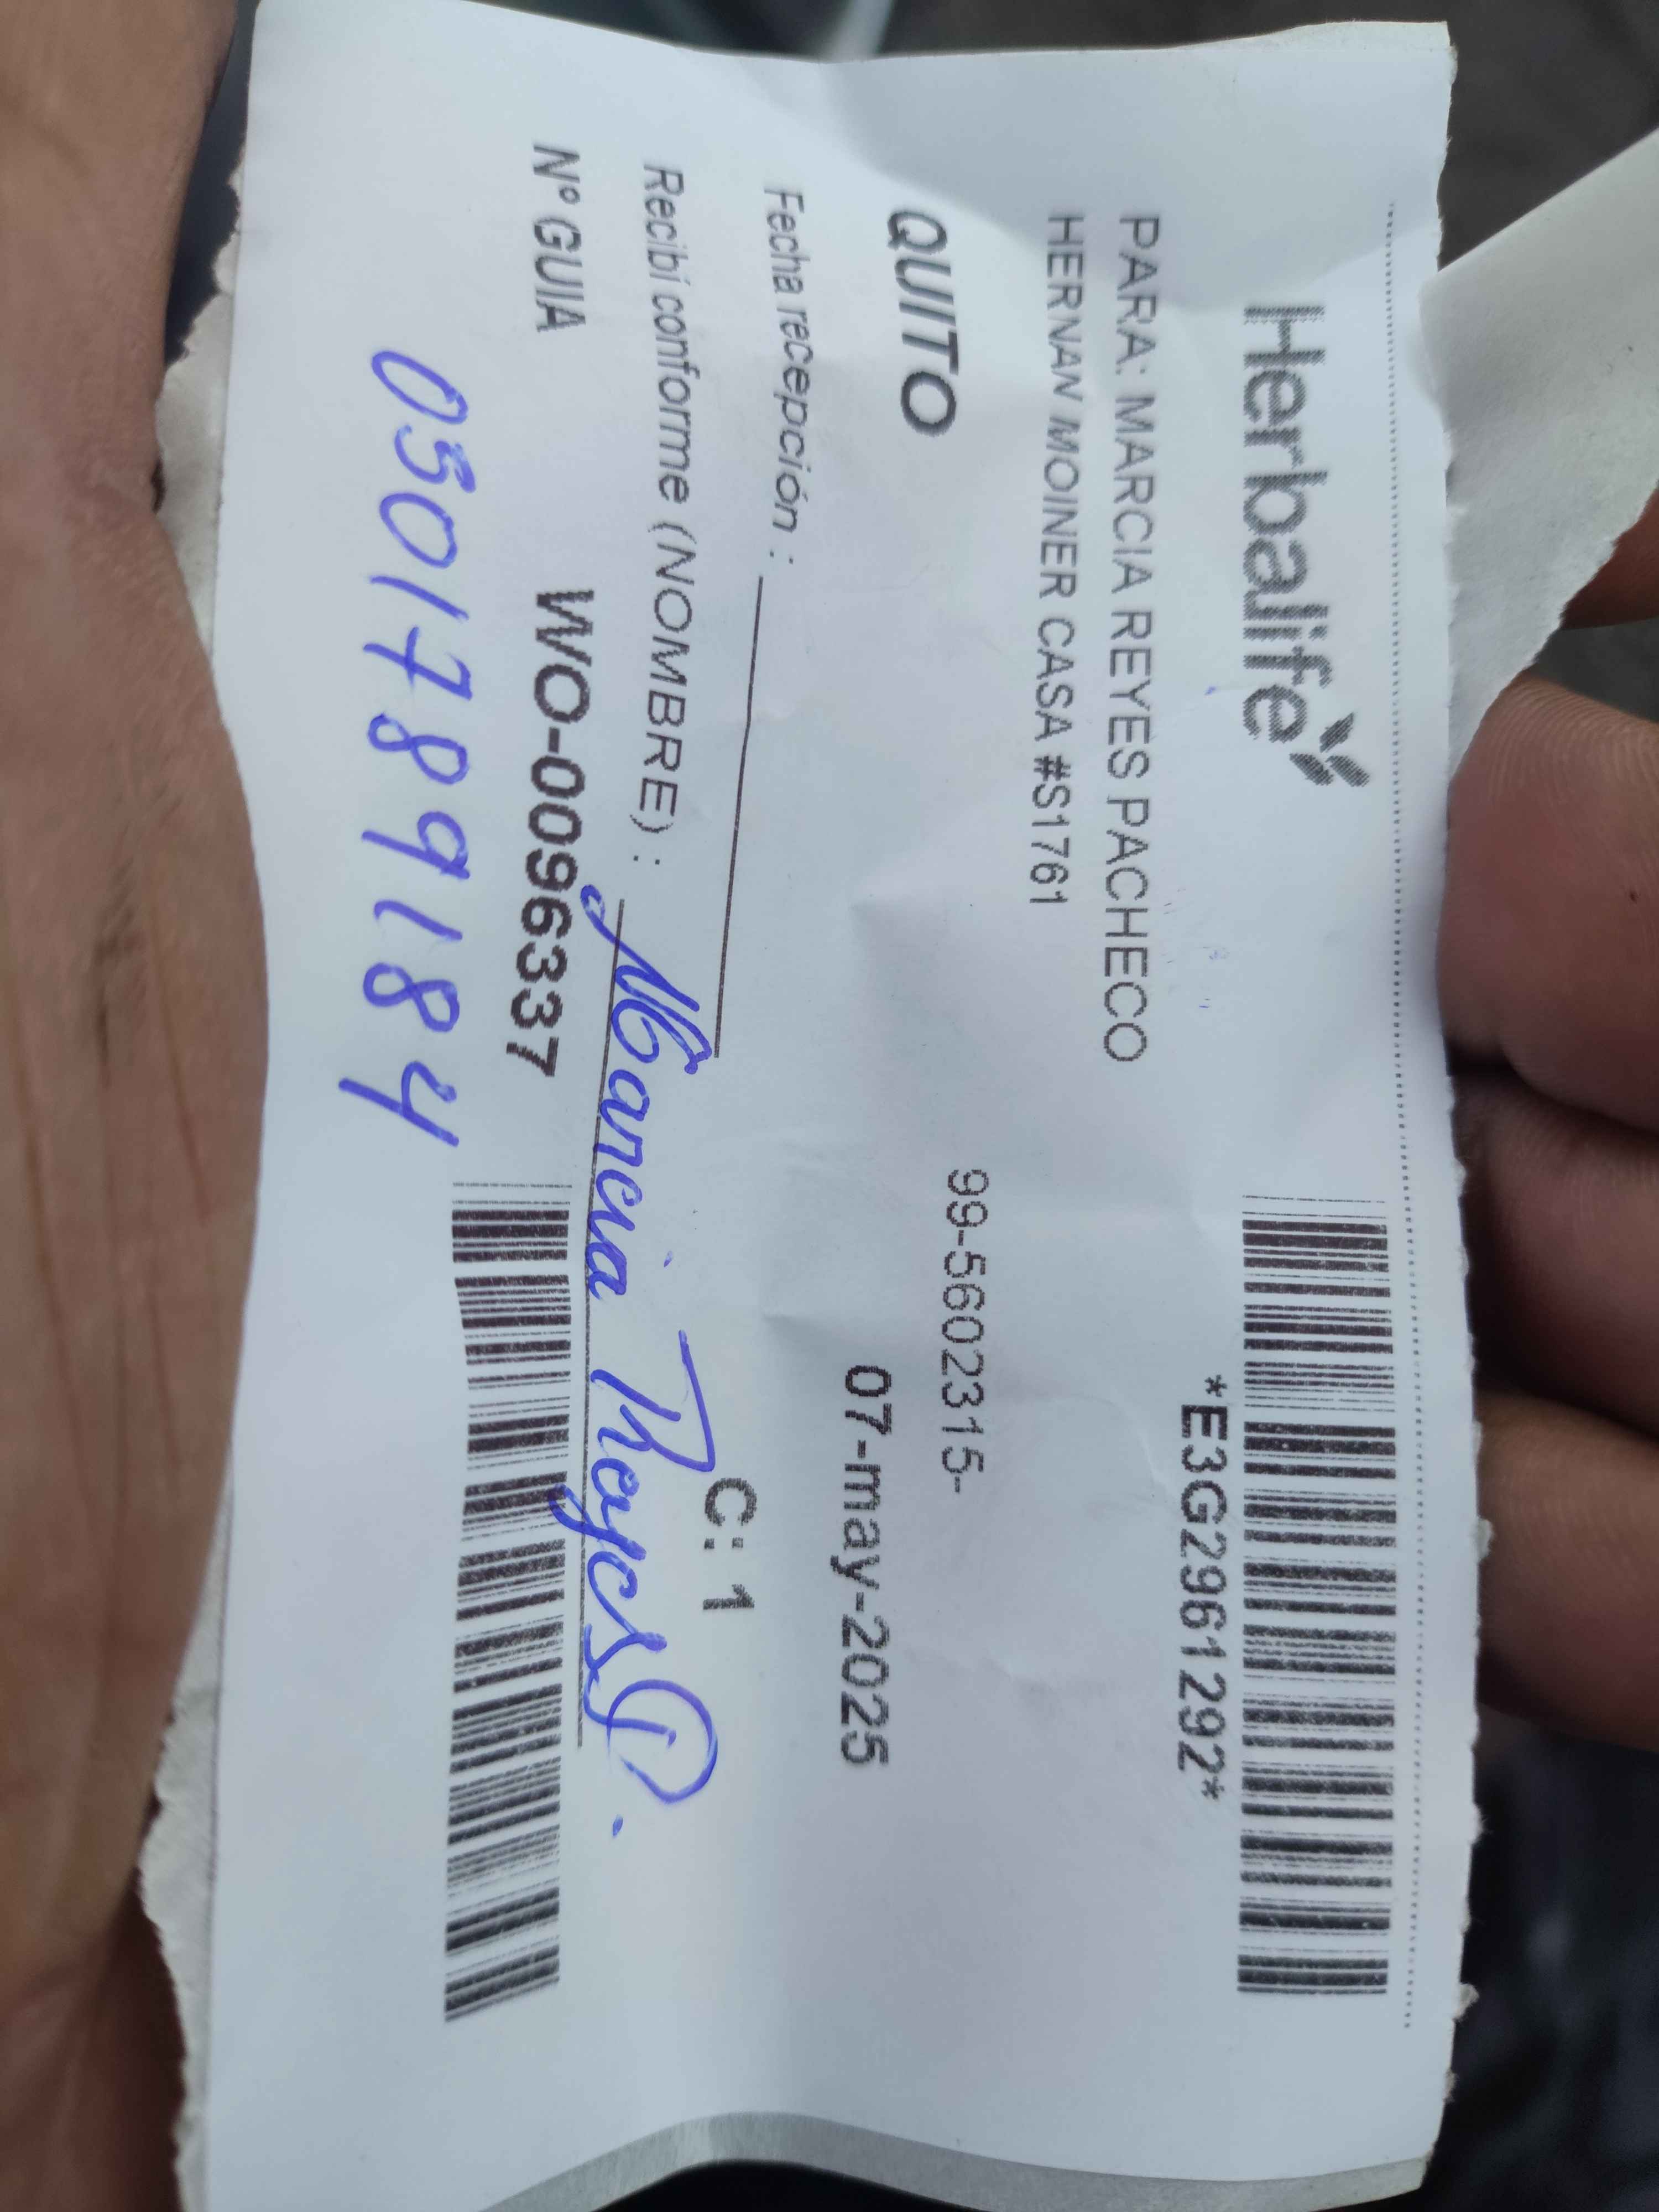 Herbalife
*E3G2961292*
PARA: MARCIA REYES PACHECO
HERNAN MOINER CASA #S1761
99-5602315-
QUITO
07-may-2025
Fecha recepción :
C: 1
Recibí conforme (NOMBRE) : Marcia Reyes P.
Nº GUIA WO-0096337
0501789184